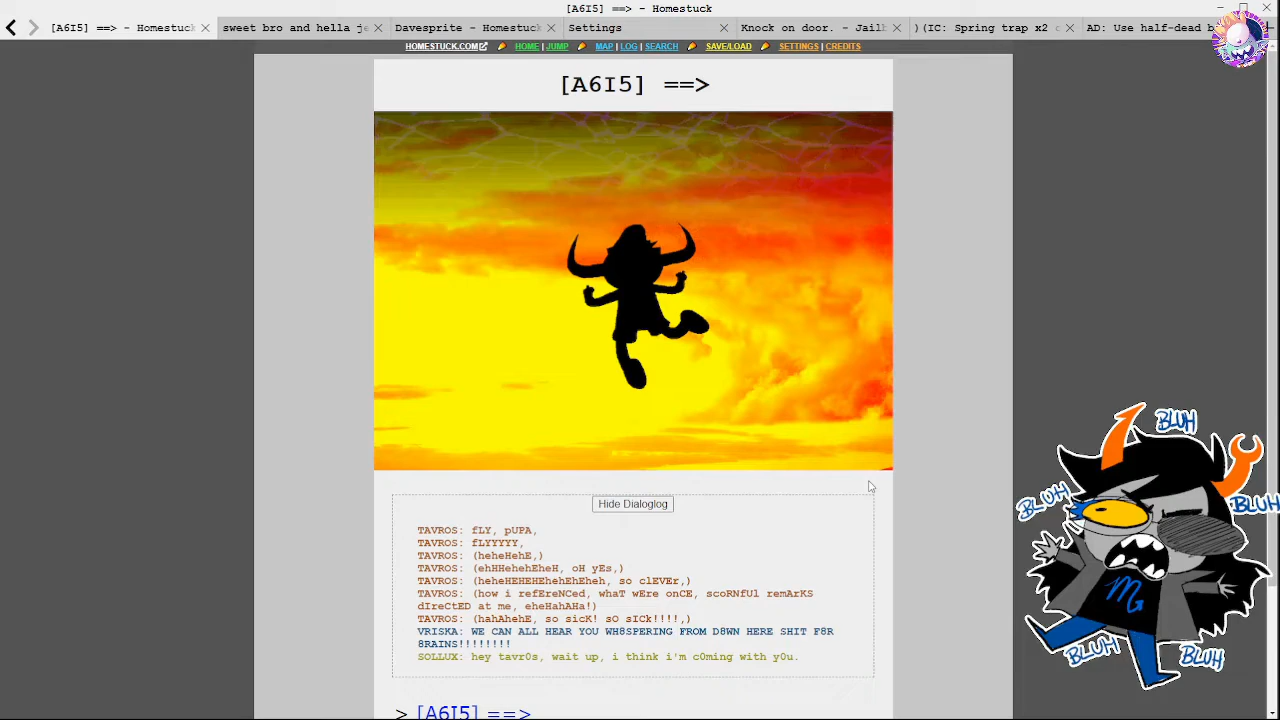 [A6I5] ==> - Homestuck
[A6I5] ==> - Homestuck
sweet bro and hella je
Davesprite - Homestuck
Settings
Knock on door. - Jailb
)(IC: Spring trap x2 c
AD: Use half-dead b
HOMESTUCK.COM HOME | JUMP MAP | LOG | SEARCH SAVE/LOAD SETTINGS | CREDITS
[A6I5] ==>
Hide Dialoglog
TAVROS: fLY, pUPA,
TAVROS: fLYYYYY,
TAVROS: (heheHehE,)
TAVROS: (ehHHehehEheH, oH yEs,)
TAVROS: (heheHEHEHEhehEhEheh, so clEVEr,)
TAVROS: (how i refEreNCed, whaT wEre onCE, scoRNfUl remArKS
dIreCtED at me, eheHahAHa!)
TAVROS: (hahAhehE, so sicK! sO sICk!!!!,)
VRISKA: WE CAN ALL HEAR YOU WH8SPERING FROM D8WN HERE SHIT F8R
8RAINS!!!!!!!!
SOLLUX: hey tavr0s, wait up, i think i'm c0ming with y0u.
> [A6I5] ==>
BLUH
BLUH
BLUH
BLUH
BLUH